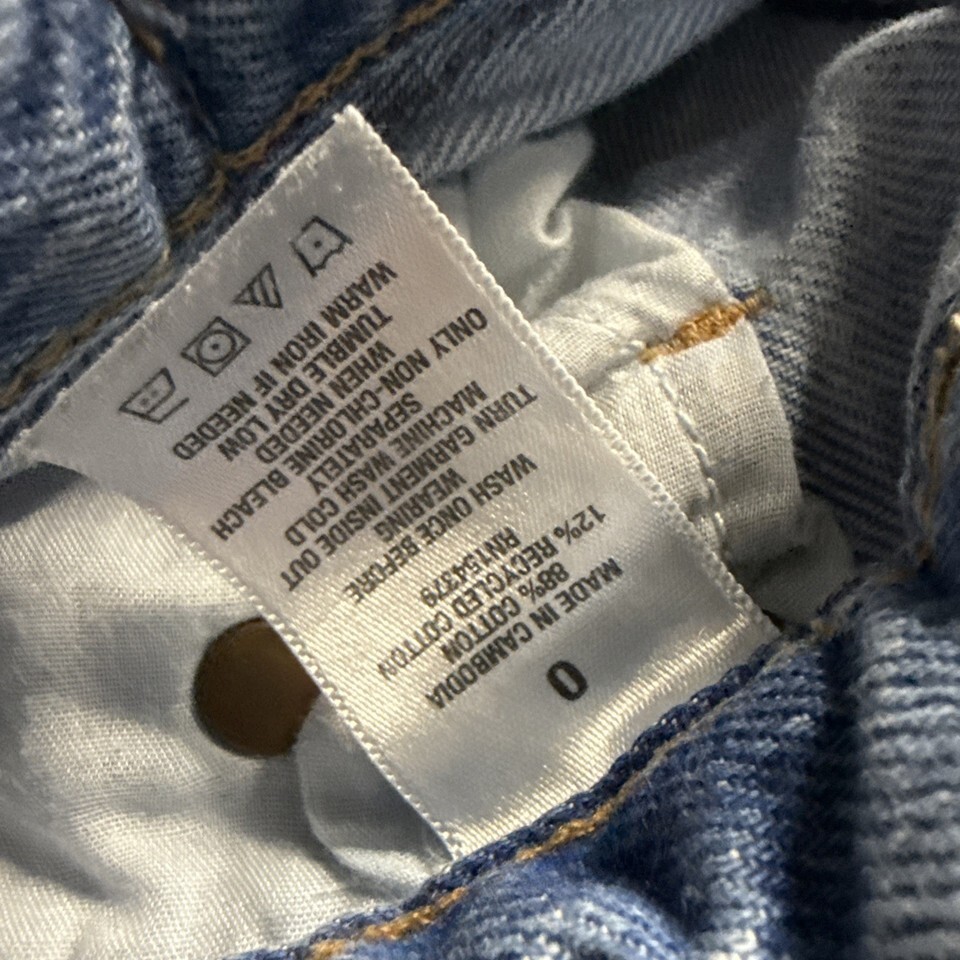 0
MADE IN CAMBODIA
88% COTTON
12% RECYCLED COTTON
RN154379
WASH ONCE BEFORE
WEARING
TURN GARMENT INSIDE OUT
MACHINE WASH COLD
SEPARATELY
ONLY NON-CHLORINE BLEACH
WHEN NEEDED
TUMBLE DRY LOW
WARM IRON IF NEEDED